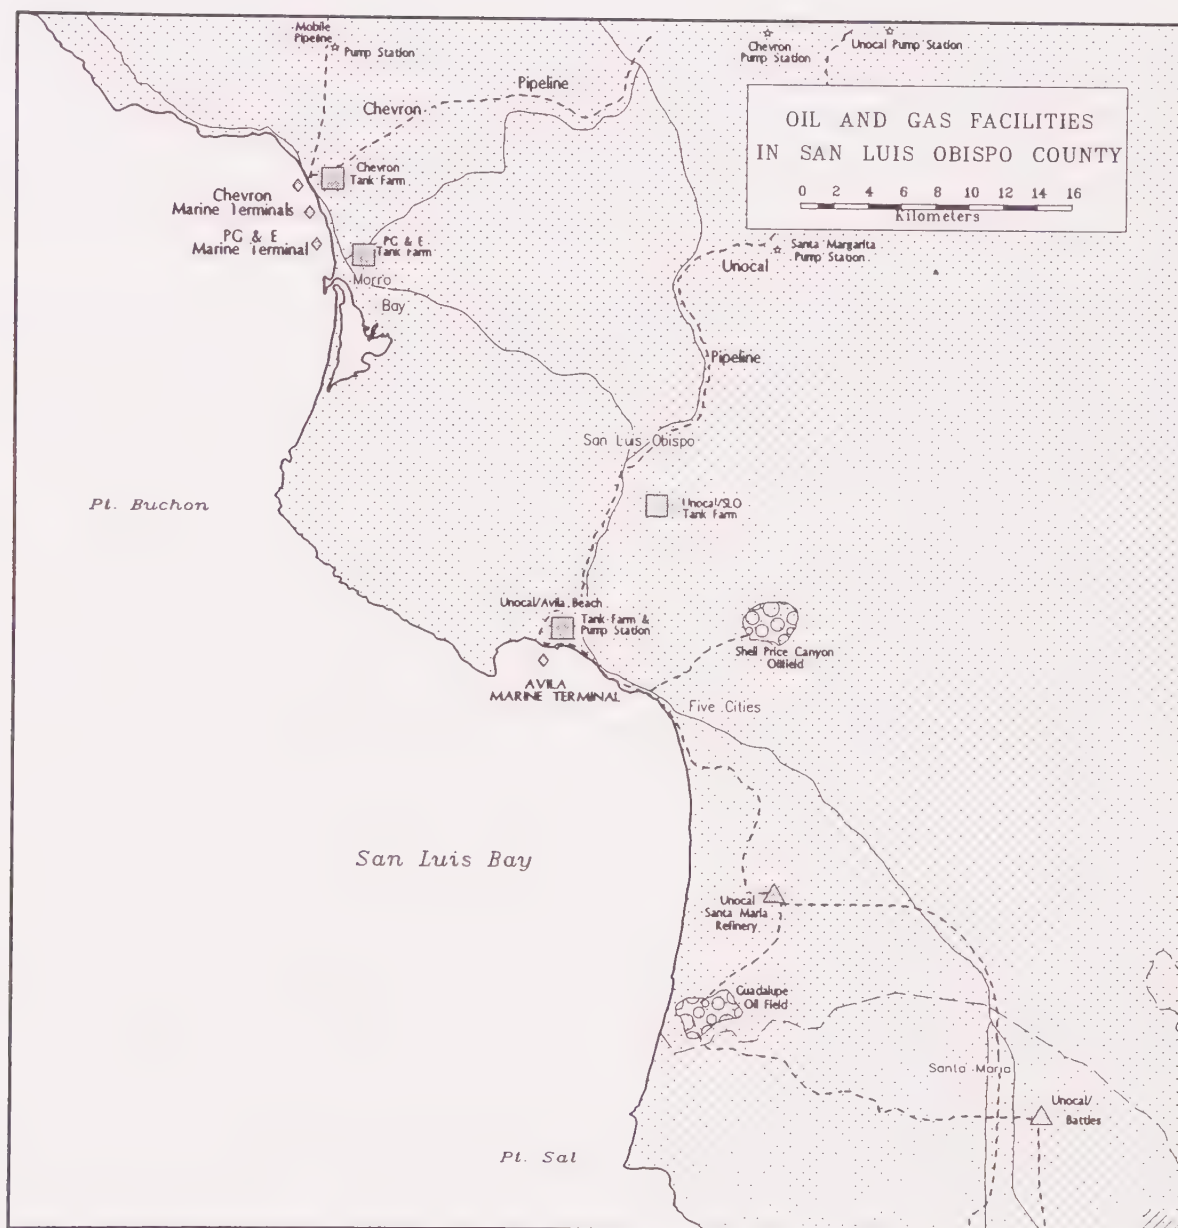 Mobile
Pipeline
Pump Station
Chevron
Pump Station
Unocal Pump Station
Pipeline
Chevron
OIL AND GAS FACILITIES
IN SAN LUIS OBISPO COUNTY
0 2 4 6 8 10 12 14 16
Kilometers
Chevron
Tank Farm
Chevron
Marine Terminals
PG & E
Marine Terminal
PG & E
Tank Farm
Morro
Bay
Santa Margarita
Pump Station
Unocal
Pipeline
San Luis Obispo
Pt. Buchon
Unocal/SLO
Tank Farm
Unocal/Avila Beach
Tank Farm &
Pump Station
Shell Price Canyon
Oilfield
AVILA
MARINE TERMINAL
Five Cities
San Luis Bay
Unocal
Santa Maria
Refinery
Guadalupe
Oil Field
Santa Maria
Unocal/
Battles
Pt. Sal